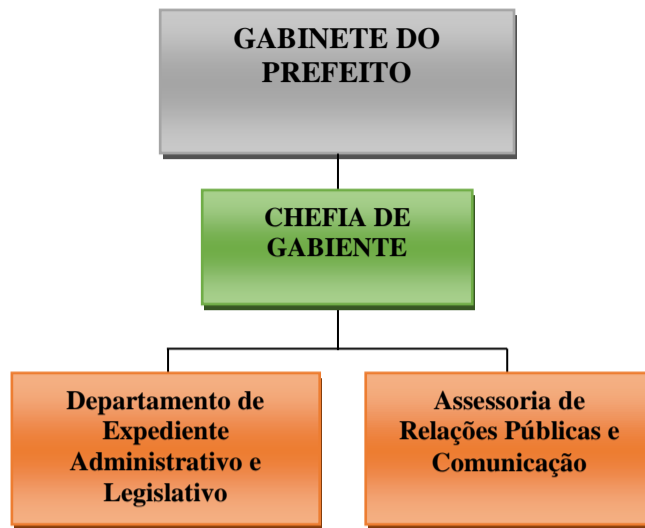 GABINETE DO
PREFEITO
CHEFIA DE
GABIENTE
Departamento de
Expediente
Administrativo e
Legislativo
Assessoria de
Relações Públicas e
Comunicação